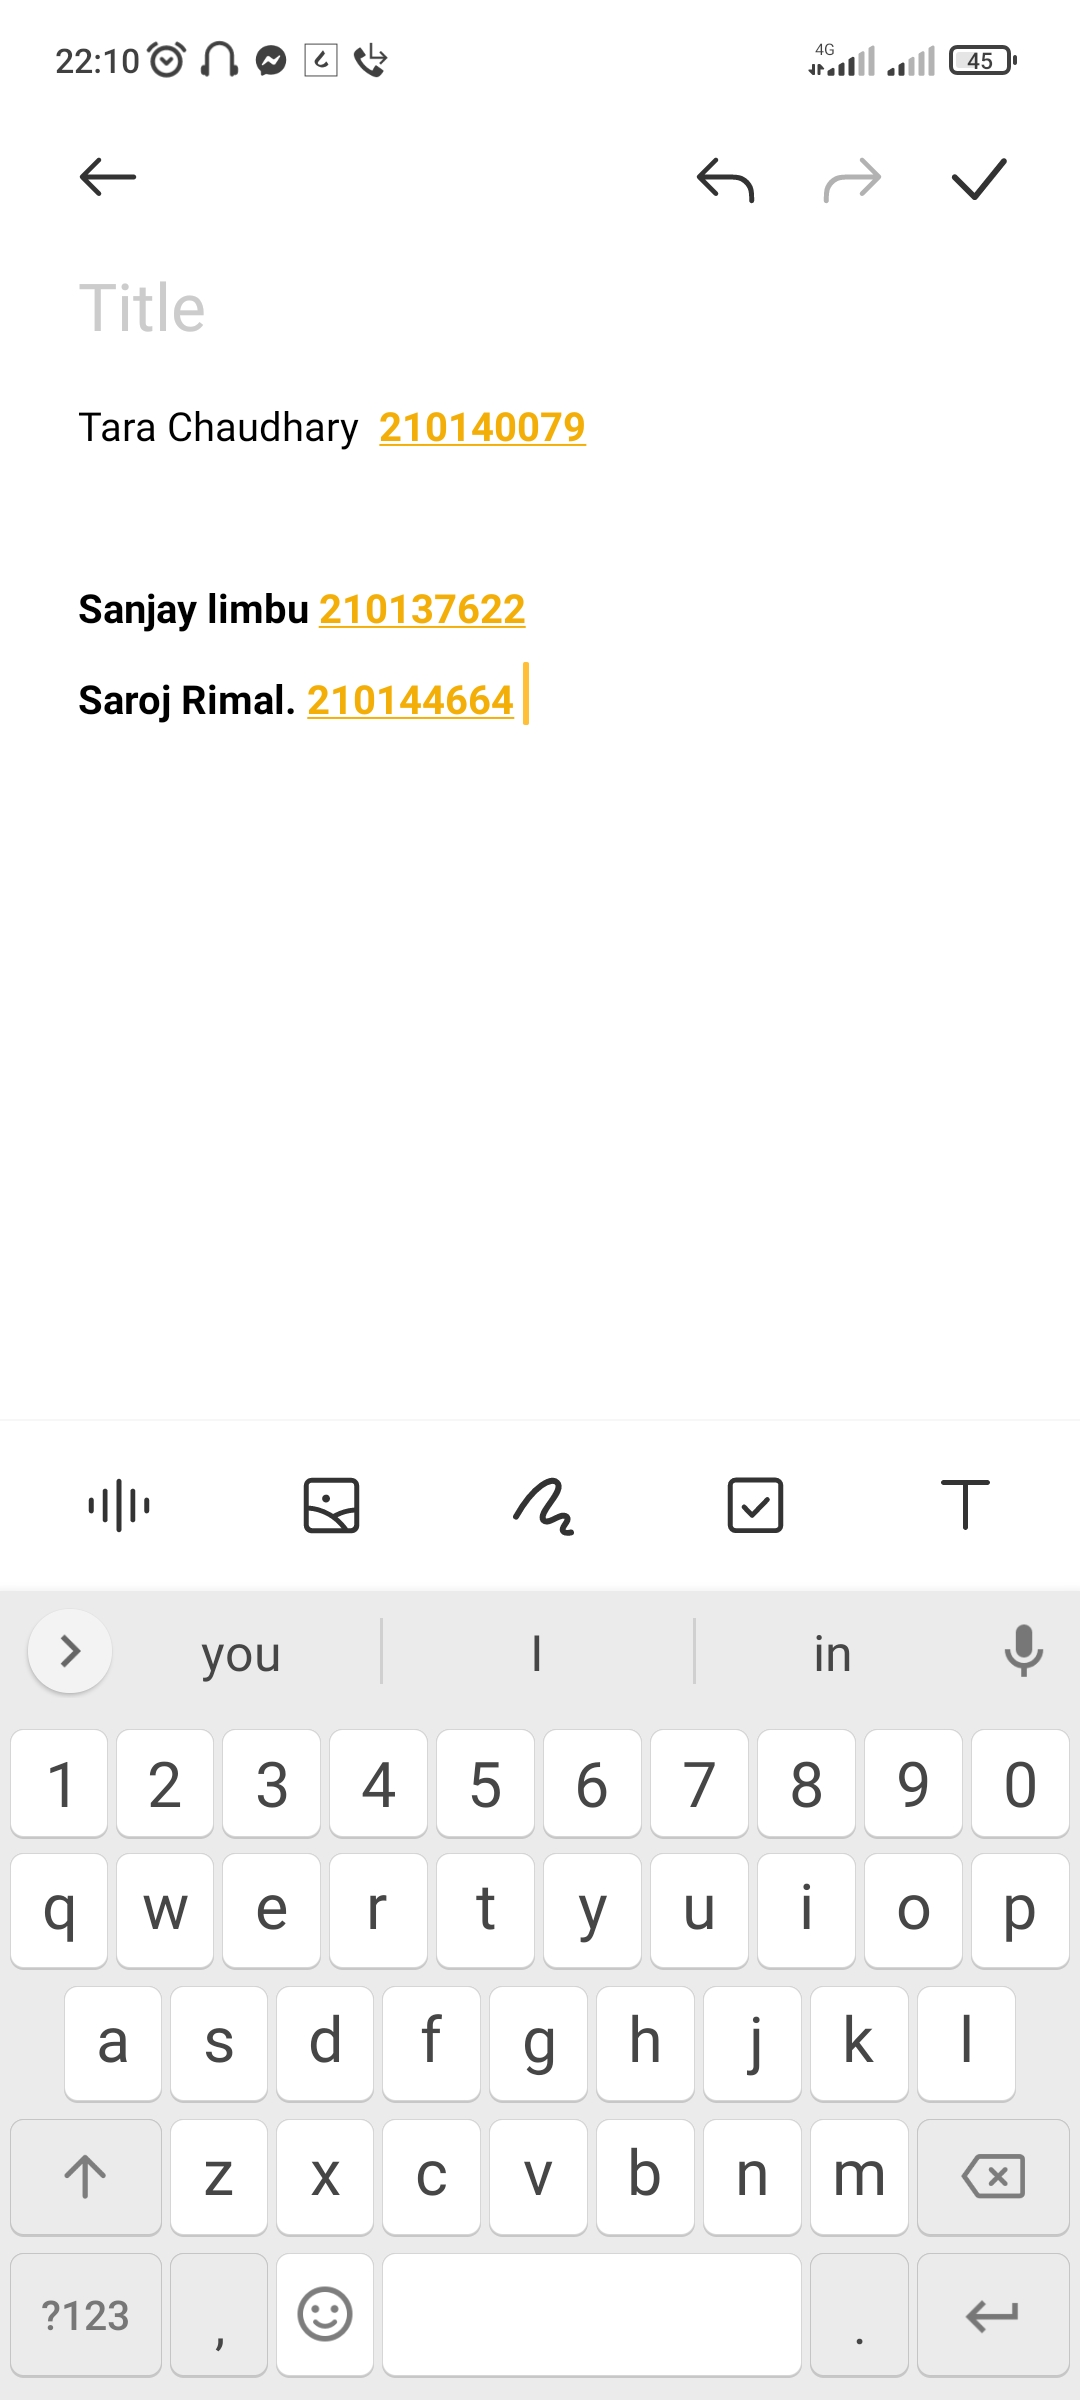 22:10 4G 45
Title
Tara Chaudhary 210140079
Sanjay limbu 210137622
Saroj Rimal. 210144664
you I in
1 2 3 4 5 6 7 8 9 0
q w e r t y u i o p
a s d f g h j k l
z x c v b n m
?123 , .